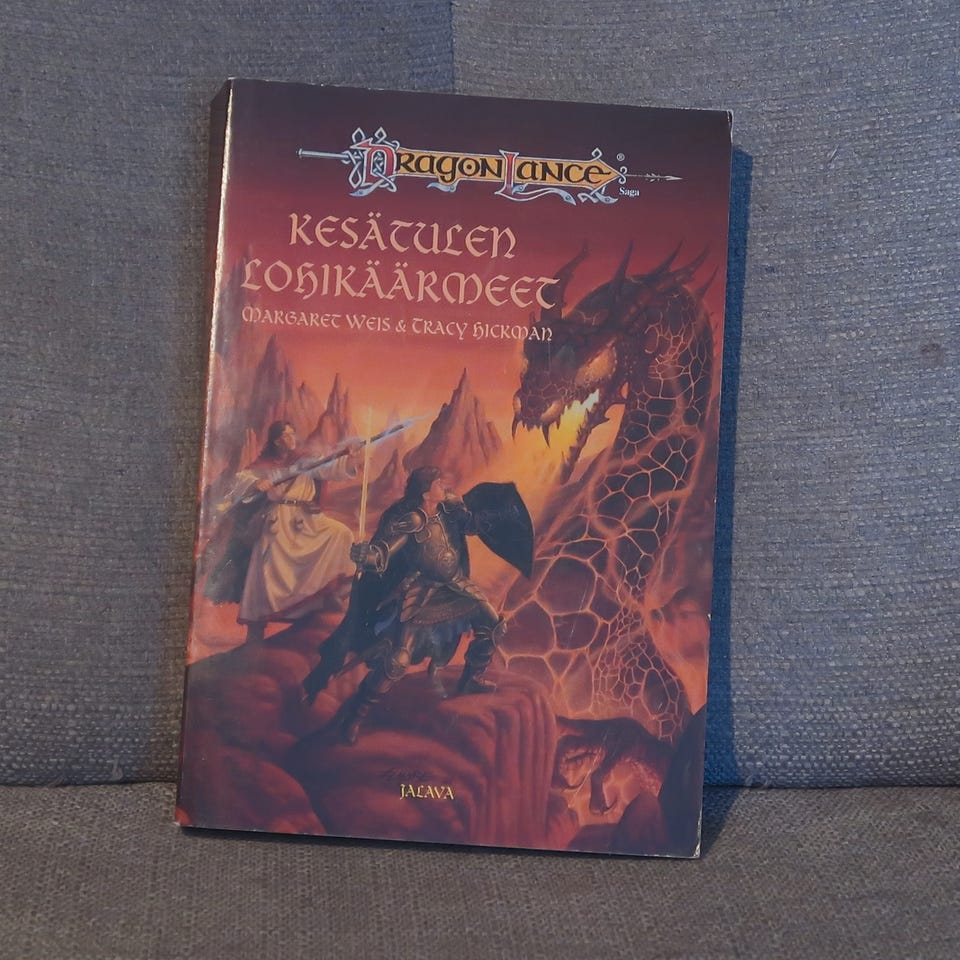 DRAGONLANCE®
Saga
KESÄTULEN
LOHIKÄÄRMEET
MARGARET WEIS & TRACY HICKMAN
JALAVA